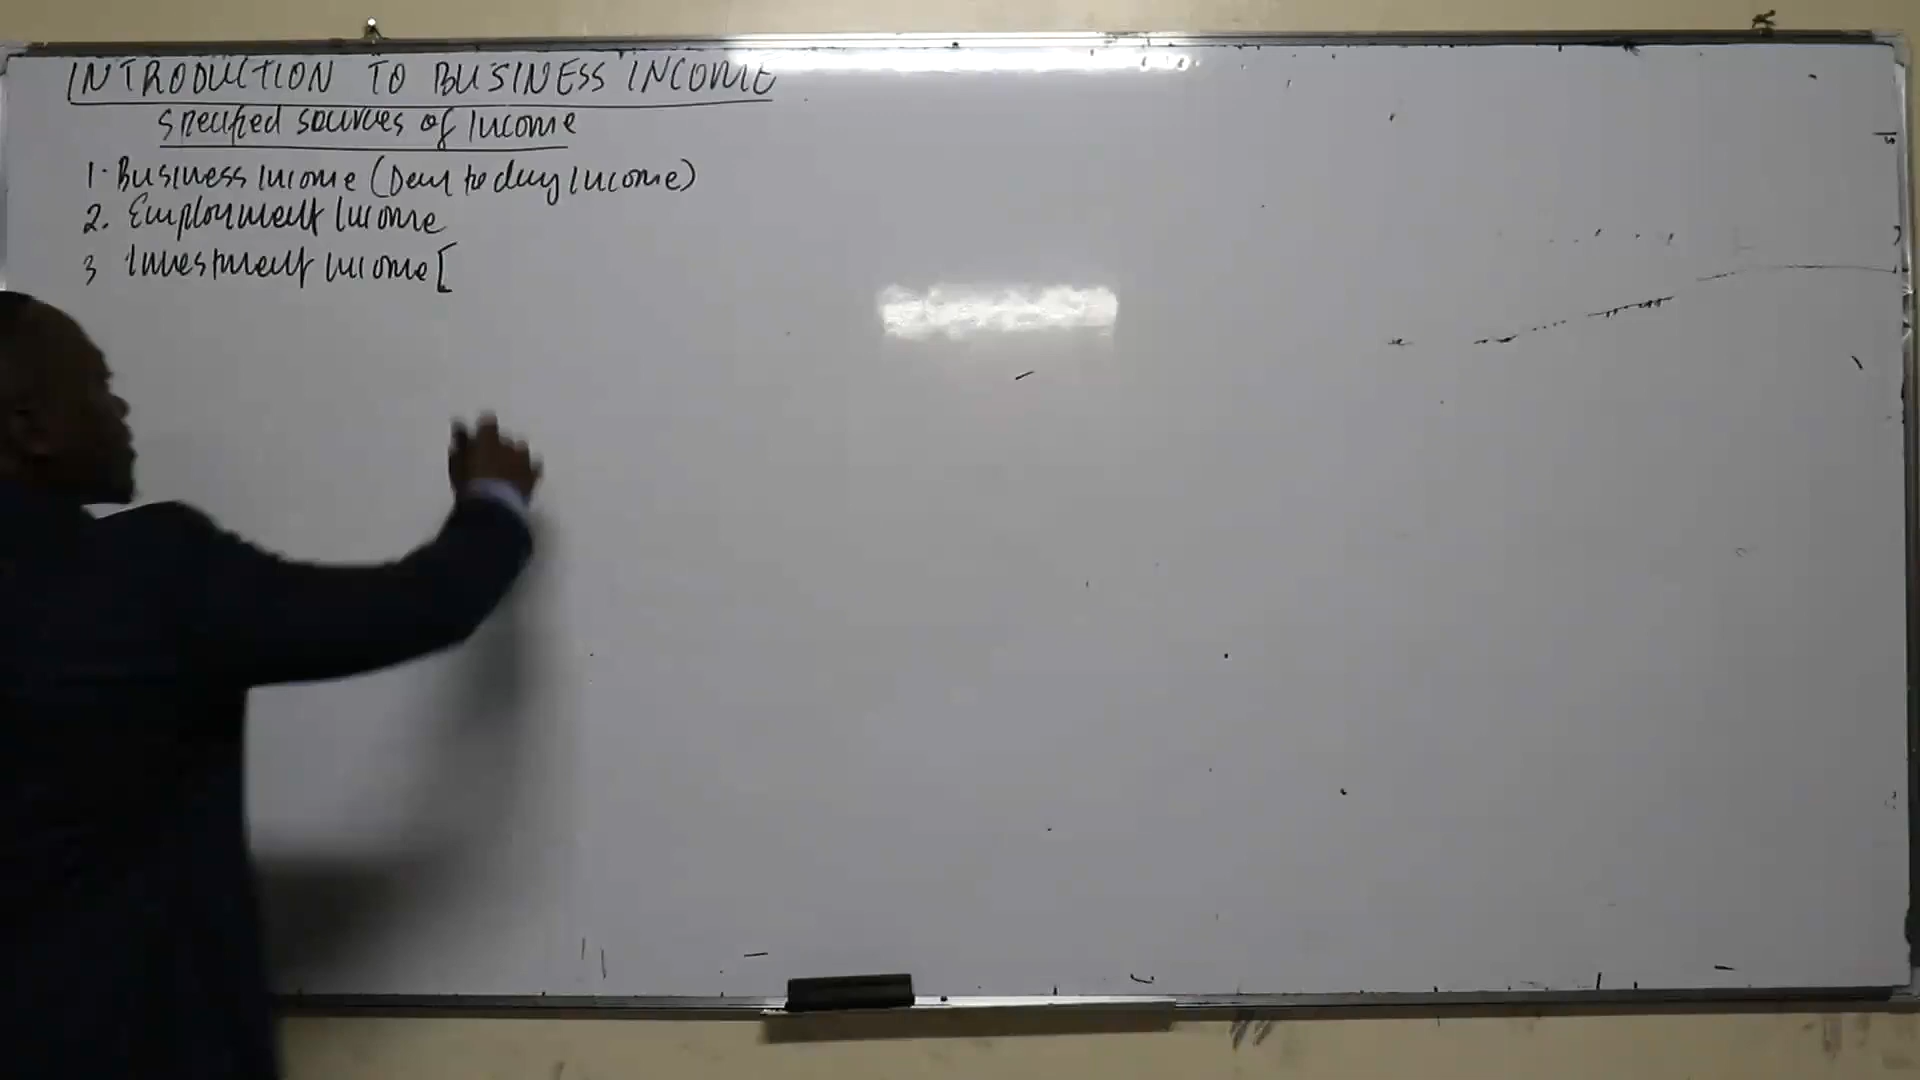 INTRODUCTION TO BUSINESS INCOME
Specified sources of Income
1. Business Income (Day to day Income)
2. Employment Income
3 Investment Income [